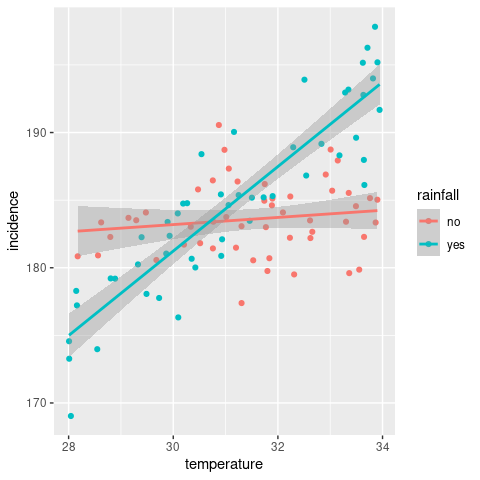 190
180
170
28
30
32
34
temperature
incidence
rainfall
no
yes